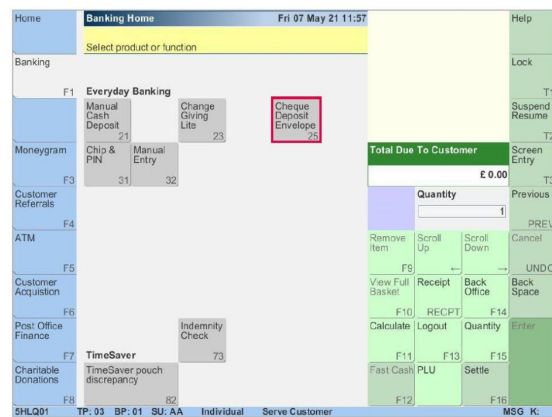 Home
Banking Home Fri 07 May 21 11:57
Help
Select product or function
Banking
F1
Lock
T1
Everyday Banking
Manual Cash Deposit 21
Change Giving Lite 23
Cheque Deposit Envelope 25
Suspend Resume
T2
Moneygram
F3
Chip & PIN 31
Manual Entry 32
Total Due To Customer
£ 0.00
Screen Entry
T3
Customer Referrals
F4
Quantity
1
Previous
PREV
ATM
F5
Remove Item F9
Scroll Up ←
Scroll Down →
Cancel
UNDO
Customer Acquistion
F6
View Full Basket F10
Receipt RECPT
Back Office F14
Back Space
Post Office Finance
F7
Indemnity Check 73
Calculate F11
Logout F13
Quantity F15
Enter
TimeSaver
Charitable Donations
F8
TimeSaver pouch discrepancy 82
Fast Cash F12
PLU
Settle F16
5HLQ01 TP: 03 BP: 01 SU: AA Individual Serve Customer MSG K: